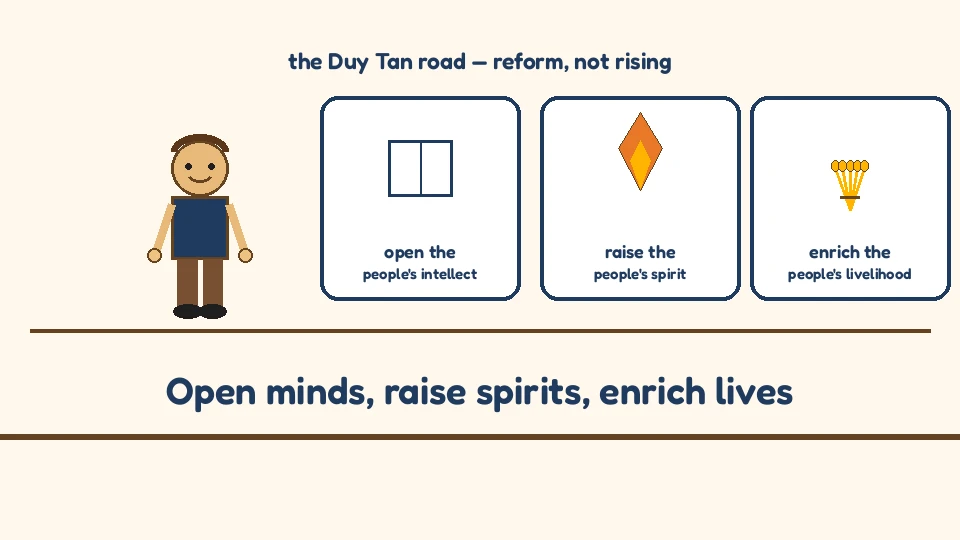 the Duy Tan road — reform, not rising
open the
people's intellect
raise the
people's spirit
enrich the
people's livelihood
Open minds, raise spirits, enrich lives